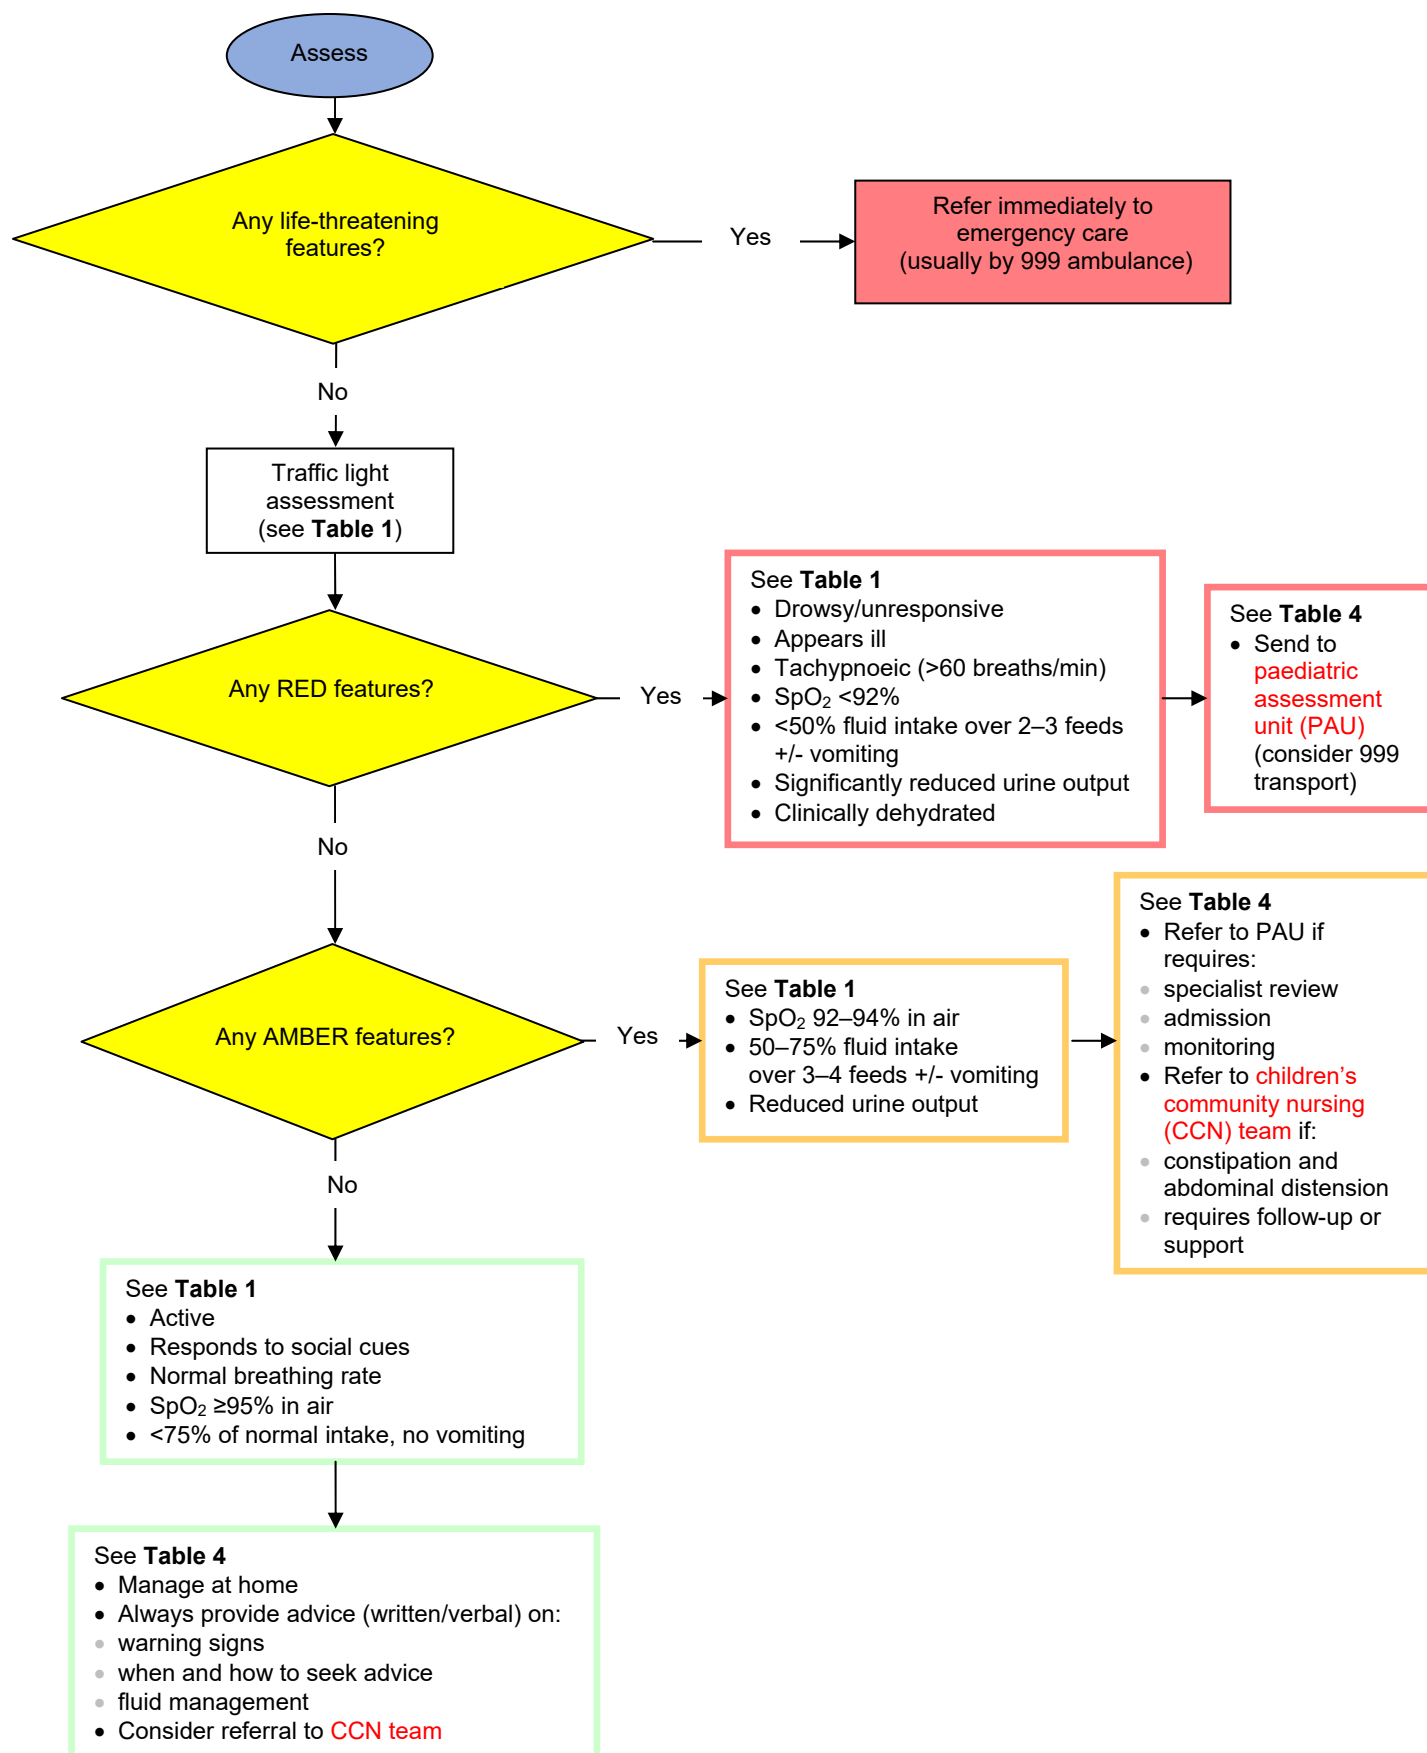 Assess
Any life-threatening
features?
Yes
Refer immediately to
emergency care
(usually by 999 ambulance)
No
Traffic light
assessment
(see Table 1)
Any RED features?
Yes
See Table 1
• Drowsy/unresponsive
• Appears ill
• Tachypnoeic (>60 breaths/min)
• SpO₂ <92%
• <50% fluid intake over 2–3 feeds
+/- vomiting
• Significantly reduced urine output
• Clinically dehydrated
See Table 4
• Send to
paediatric
assessment
unit (PAU)
(consider 999
transport)
No
Any AMBER features?
Yes
See Table 1
• SpO₂ 92–94% in air
• 50–75% fluid intake
over 3–4 feeds +/- vomiting
• Reduced urine output
See Table 4
• Refer to PAU if
requires:
• specialist review
• admission
• monitoring
• Refer to children’s
community nursing
(CCN) team if:
• constipation and
abdominal distension
• requires follow-up or
support
No
See Table 1
• Active
• Responds to social cues
• Normal breathing rate
• SpO₂ ≥95% in air
• <75% of normal intake, no vomiting
See Table 4
• Manage at home
• Always provide advice (written/verbal) on:
• warning signs
• when and how to seek advice
• fluid management
• Consider referral to CCN team